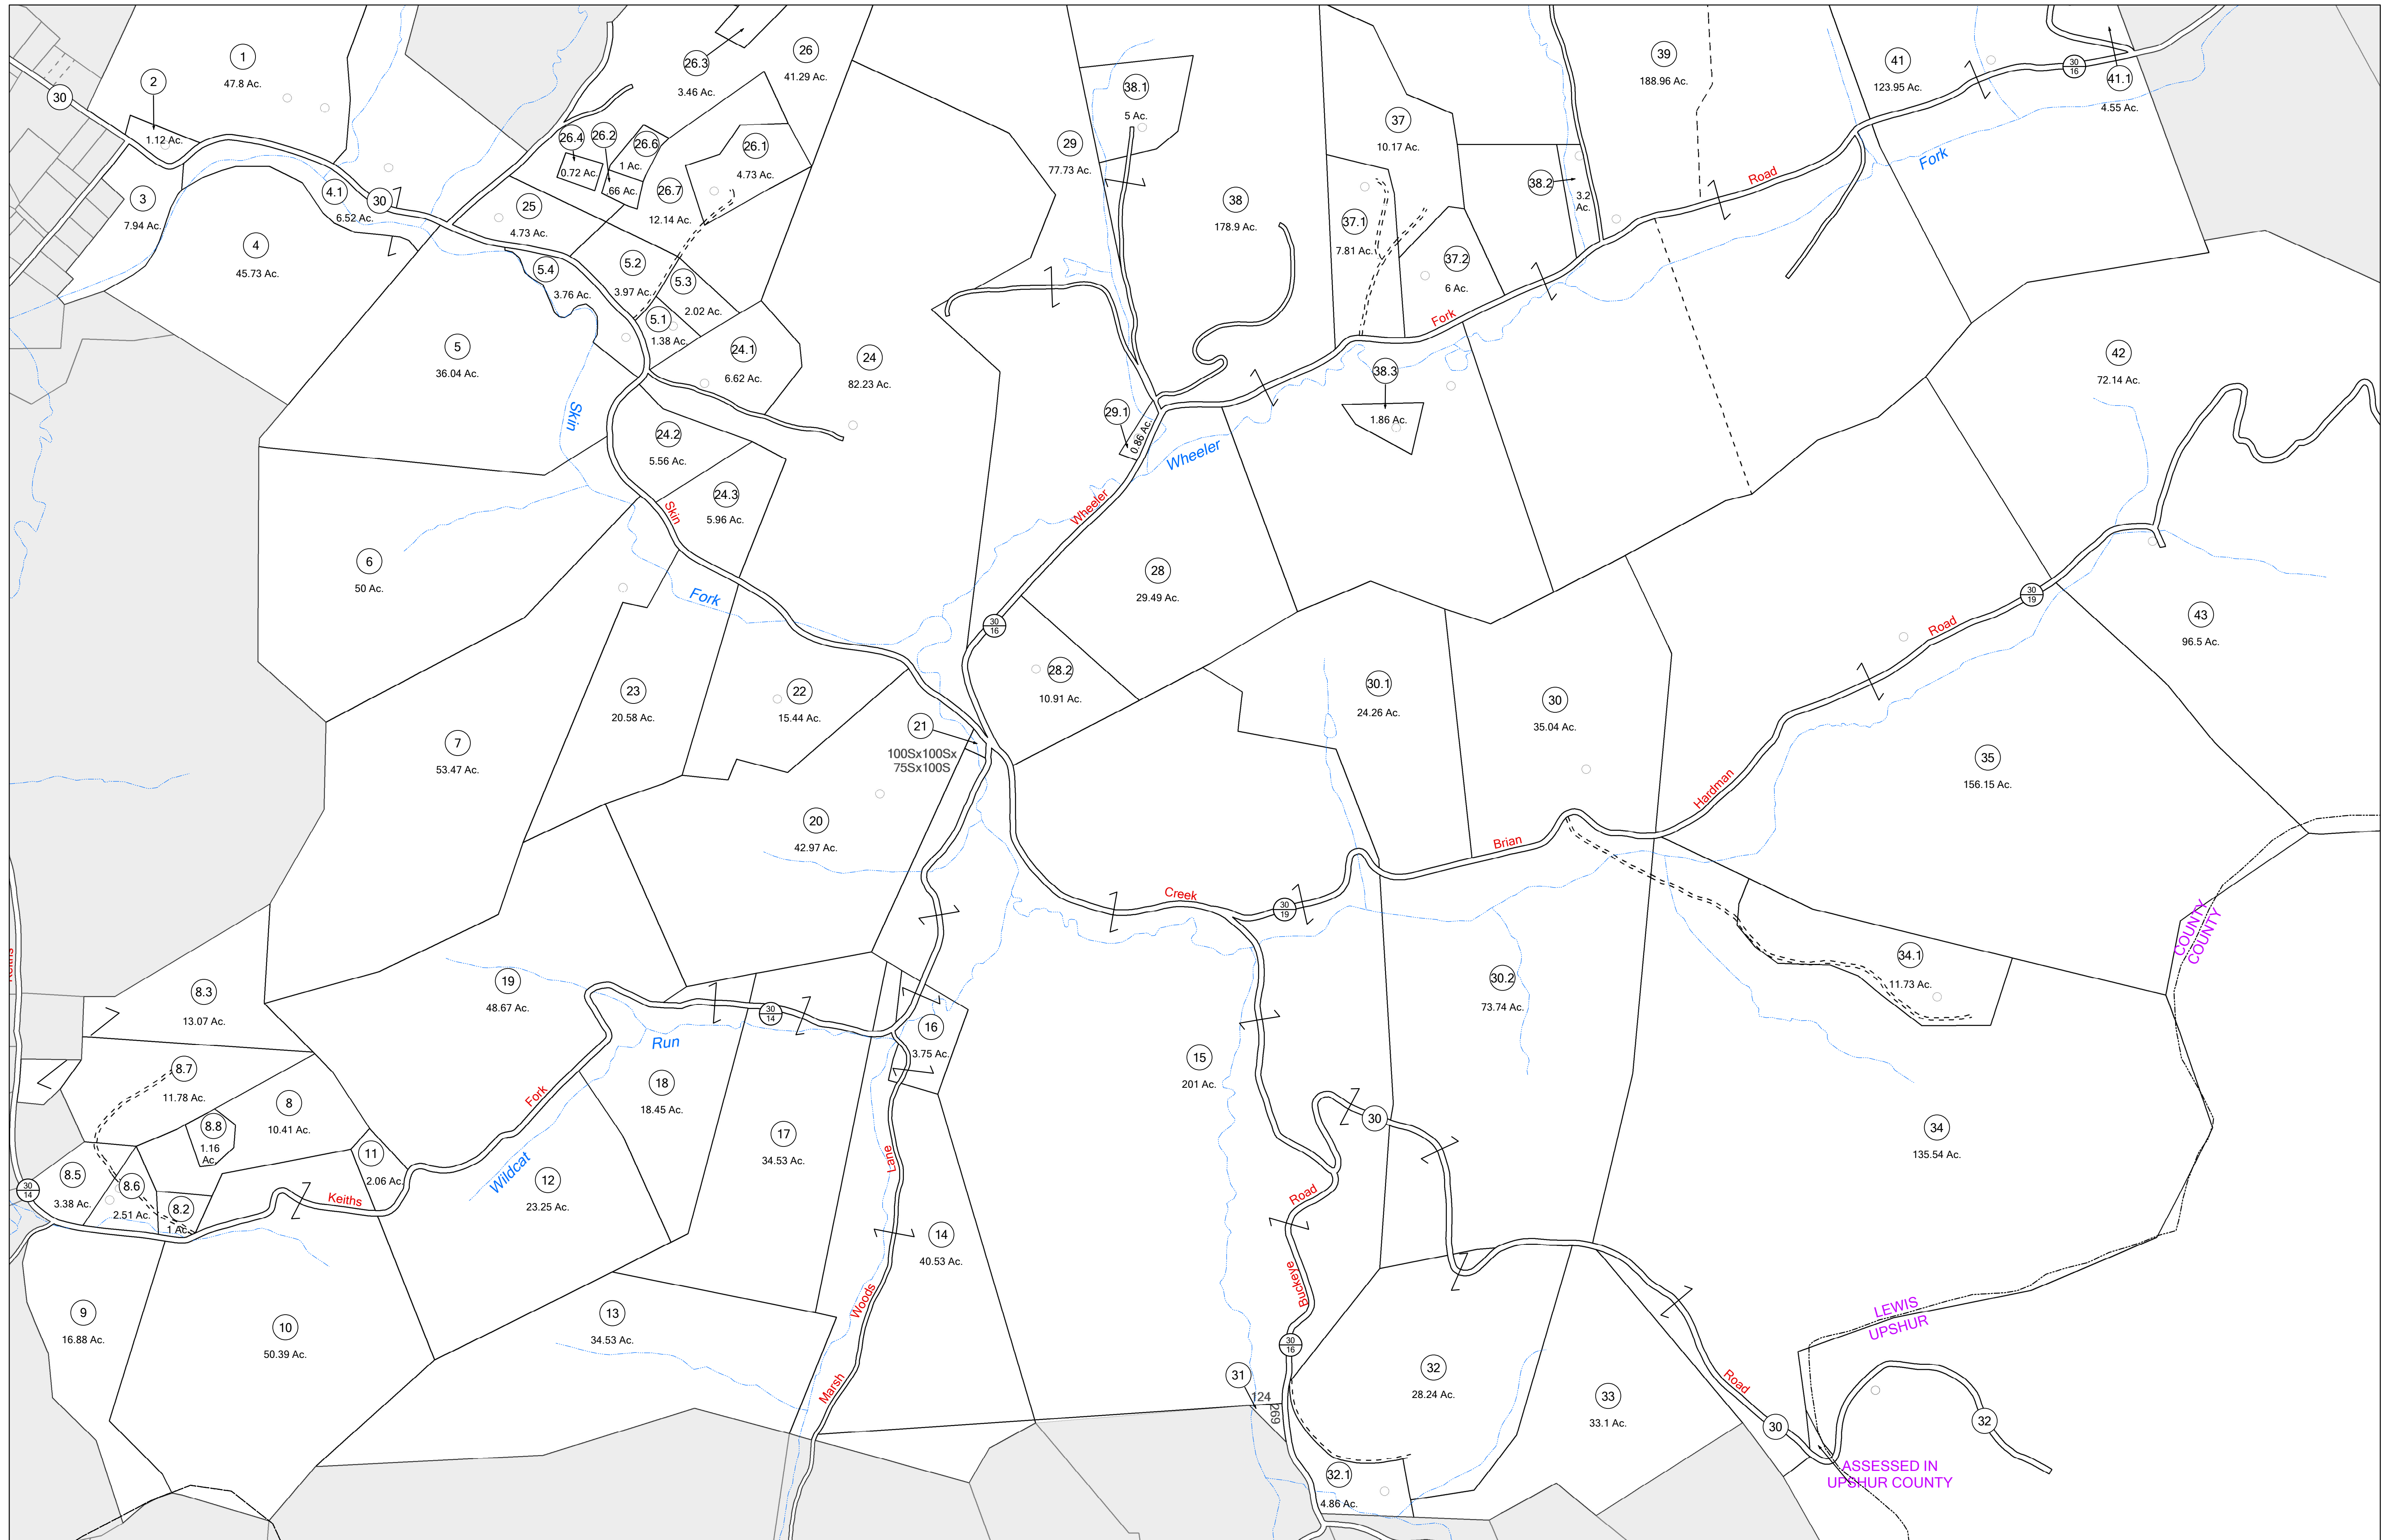 1
47.8 Ac.
2
1.12 Ac.
30
3
7.94 Ac.
4
45.73 Ac.
4.1
6.52 Ac.
30
26.3
3.46 Ac.
26
41.29 Ac.
26.4
0.72 Ac.
26.2
.66 Ac.
26.6
1 Ac.
26.1
4.73 Ac.
26.7
12.14 Ac.
25
4.73 Ac.
5.4
3.76 Ac.
5.2
3.97 Ac.
5.3
2.02 Ac.
5.1
1.38 Ac.
24.1
6.62 Ac.
24
82.23 Ac.
5
36.04 Ac.
Skin
24.2
5.56 Ac.
24.3
5.96 Ac.
Skin
Fork
6
50 Ac.
29
77.73 Ac.
38.1
5 Ac.
38
178.9 Ac.
37
10.17 Ac.
37.1
7.81 Ac.
37.2
6 Ac.
38.2
3.2
Ac.
39
188.96 Ac.
41
123.95 Ac.
30
16
41.1
4.55 Ac.
Road
Fork
Fork
38.3
1.86 Ac.
29.1
0.86 Ac.
Wheeler
Wheeler
42
72.14 Ac.
28
29.49 Ac.
30
16
28.2
10.91 Ac.
30
19
Road
43
96.5 Ac.
23
20.58 Ac.
22
15.44 Ac.
21
100Sx100Sx
75Sx100S
7
53.47 Ac.
20
42.97 Ac.
30.1
24.26 Ac.
30
35.04 Ac.
35
156.15 Ac.
Hardman
Brian
Creek
30
19
Keiths
8.3
13.07 Ac.
19
48.67 Ac.
30
14
Run
16
3.75 Ac.
15
201 Ac.
30.2
73.74 Ac.
34.1
11.73 Ac.
COUNTY
COUNTY
8.7
11.78 Ac.
8
10.41 Ac.
8.8
1.16
Ac.
11
2.06 Ac.
Fork
Wildcat
18
18.45 Ac.
17
34.53 Ac.
Lane
30
34
135.54 Ac.
30
14
8.5
3.38 Ac.
8.6
2.51 Ac.
8.2
1 Ac.
Keiths
12
23.25 Ac.
14
40.53 Ac.
Road
Buckeye
30
16
9
16.88 Ac.
10
50.39 Ac.
13
34.53 Ac.
Woods
Marsh
31
124
269
32
28.24 Ac.
33
33.1 Ac.
32.1
4.86 Ac.
Road
30
LEWIS
UPSHUR
32
ASSESSED IN
UPSHUR COUNTY